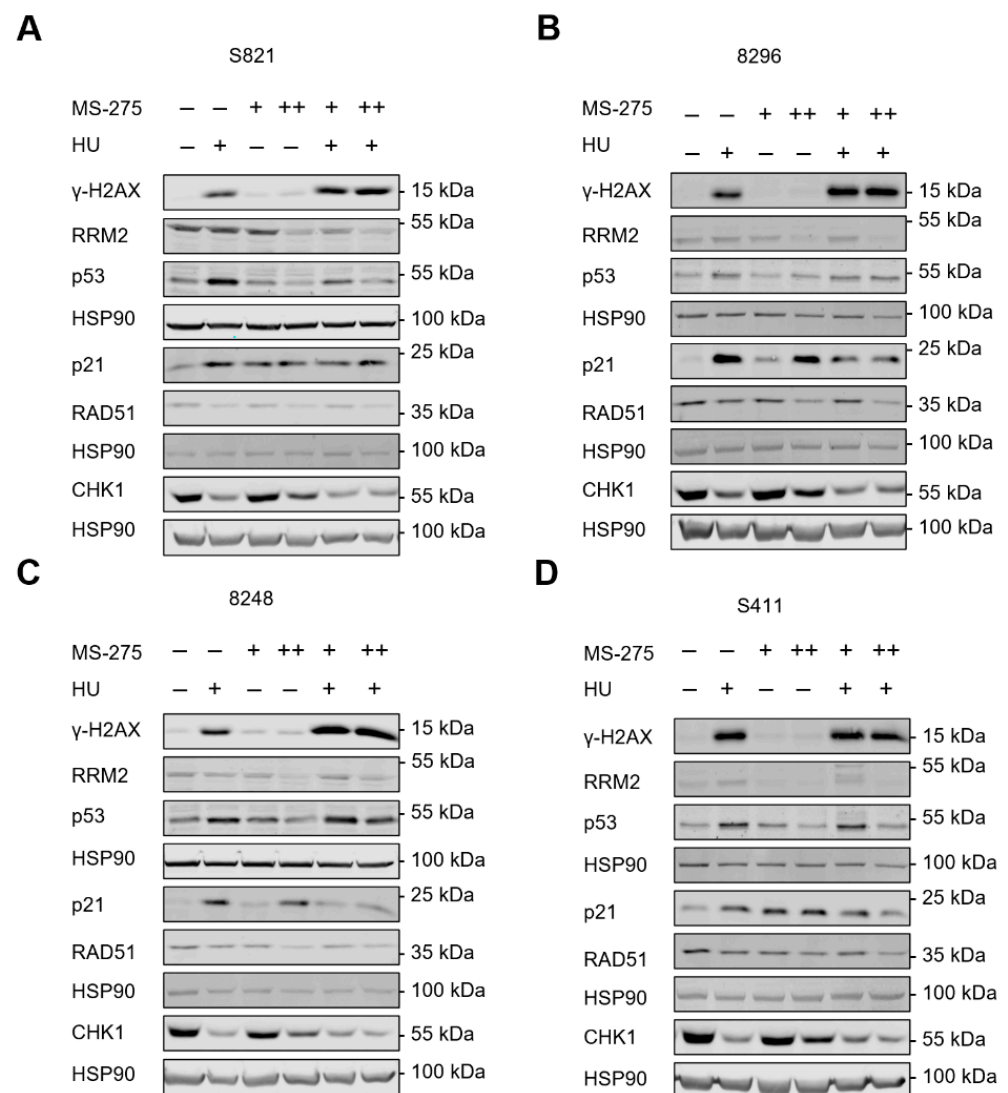 A
S821
MS-275 – – + ++ + ++
HU – + – – + +
γ-H2AX 15 kDa
RRM2 55 kDa
p53 55 kDa
HSP90 100 kDa
p21 25 kDa
RAD51 35 kDa
HSP90 100 kDa
CHK1 55 kDa
HSP90 100 kDa
B
8296
MS-275 – – + ++ + ++
HU – + – – + +
γ-H2AX 15 kDa
RRM2 55 kDa
p53 55 kDa
HSP90 100 kDa
p21 25 kDa
RAD51 35 kDa
HSP90 100 kDa
CHK1 55 kDa
HSP90 100 kDa
C
8248
MS-275 – – + ++ + ++
HU – + – – + +
γ-H2AX 15 kDa
RRM2 55 kDa
p53 55 kDa
HSP90 100 kDa
p21 25 kDa
RAD51 35 kDa
HSP90 100 kDa
CHK1 55 kDa
HSP90 100 kDa
D
S411
MS-275 – – + ++ + ++
HU – + – – + +
γ-H2AX 15 kDa
RRM2 55 kDa
p53 55 kDa
HSP90 100 kDa
p21 25 kDa
RAD51 35 kDa
HSP90 100 kDa
CHK1 55 kDa
HSP90 100 kDa